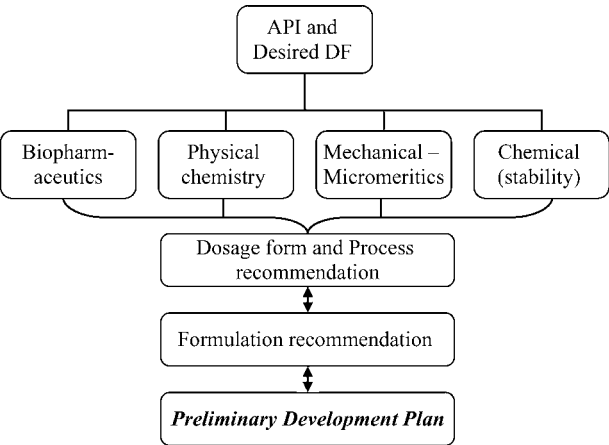 API and
Desired DF
Biopharm-
aceutics
Physical
chemistry
Mechanical –
Micromeritics
Chemical
(stability)
Dosage form and Process
recommendation
Formulation recommendation
Preliminary Development Plan